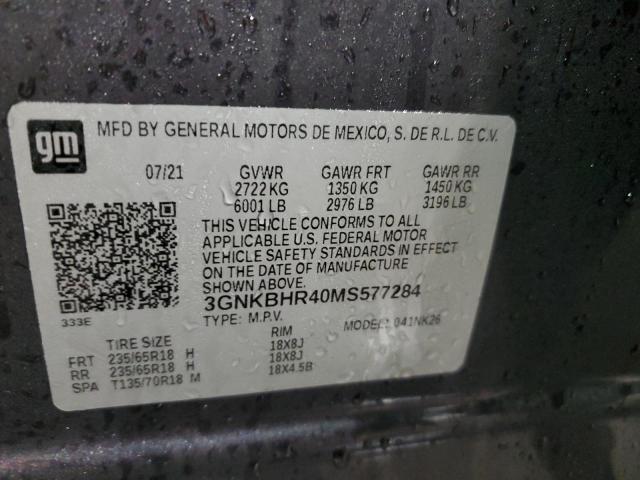 gm
MFD BY GENERAL MOTORS DE MEXICO, S. DE R.L. DE C.V.
07/21 GVWR GAWR FRT GAWR RR
2722 KG 1350 KG 1450 KG
6001 LB 2976 LB 3196 LB
THIS VEHICLE CONFORMS TO ALL
APPLICABLE U.S. FEDERAL MOTOR
VEHICLE SAFETY STANDARDS IN EFFECT
ON THE DATE OF MANUFACTURE
SHOWN ABOVE.
3GNKBHR40MS577284
333E TYPE: M.P.V. MODEL: 041NK26
TIRE SIZE RIM
FRT 235/65R18 H 18X8J
RR 235/65R18 H 18X8J
SPA T135/70R18 M 18X4.5B